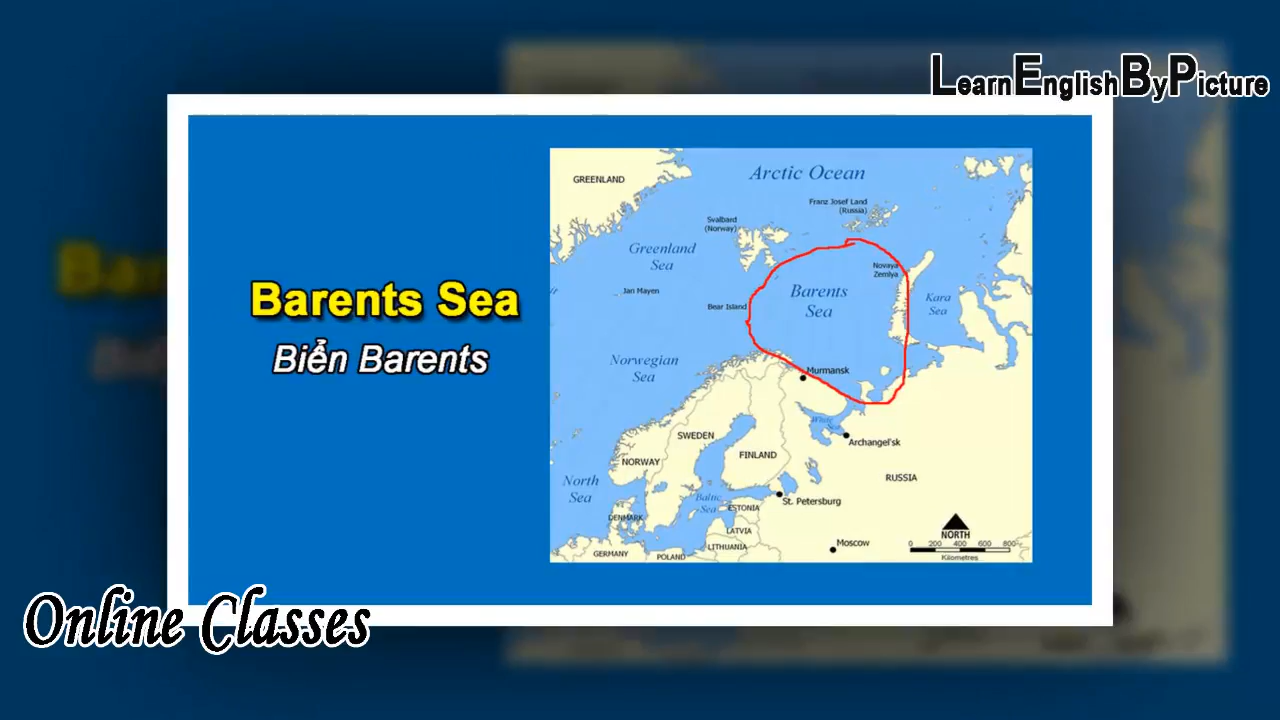 LearnEnglishByPicture
Barents Sea
Biển Barents
Arctic Ocean
GREENLAND
Franz Josef Land
(Russia)
Svalbard
(Norway)
Greenland
Sea
Novaya
Zemlya
Jan Mayen
Bear Island
Barents
Sea
Kara
Sea
Norwegian
Sea
Murmansk
White
Sea
Archangel'sk
SWEDEN
FINLAND
NORWAY
RUSSIA
North
Sea
Baltic
Sea
St. Petersburg
ESTONIA
DENMARK
LATVIA
LITHUANIA
Moscow
GERMANY
POLAND
NORTH
0 200 400 600 800
Kilometres
Online Classes